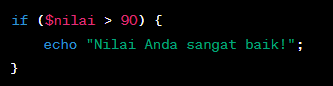 if ($nilai > 90) {
    echo "Nilai Anda sangat baik!";
}